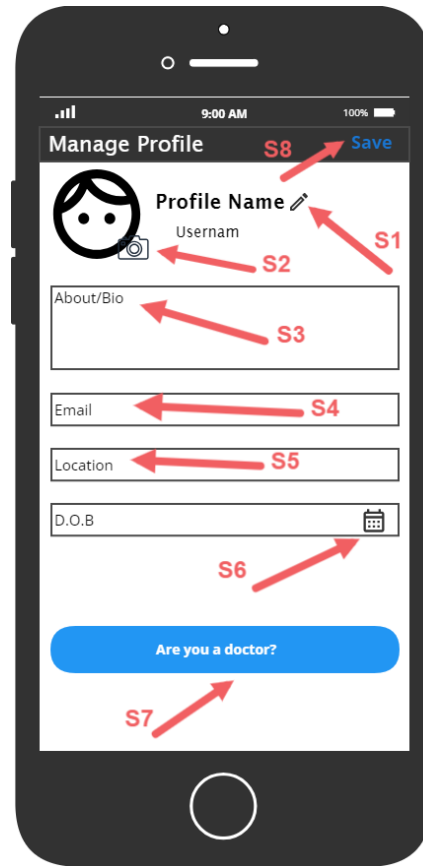 9:00 AM 100%
Manage Profile S8 Save
Profile Name
S1
Usernam
S2
About/Bio
S3
Email S4
Location S5
D.O.B
S6
Are you a doctor?
S7